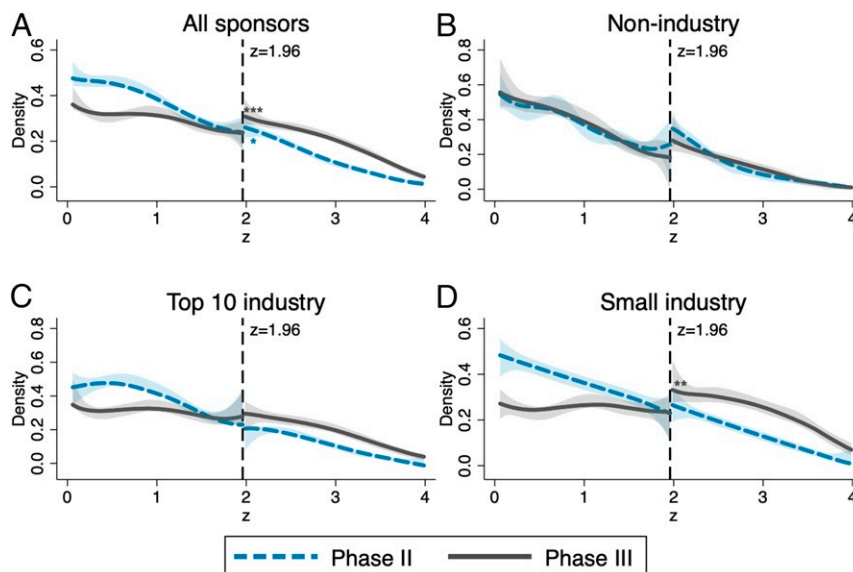 A All sponsors
z=1.96
***
*
Density
0.0 0.2 0.4 0.6
0 1 2 3 4
z
B Non-industry
z=1.96
0.0 0.2 0.4 0.6 0.8
0 1 2 3 4
z
C Top 10 industry
z=1.96
Density
0.0 0.2 0.4 0.6 0.8
0 1 2 3 4
z
D Small industry
z=1.96
**
Density
0.0 0.2 0.4 0.6
0 1 2 3 4
z
Phase II Phase III